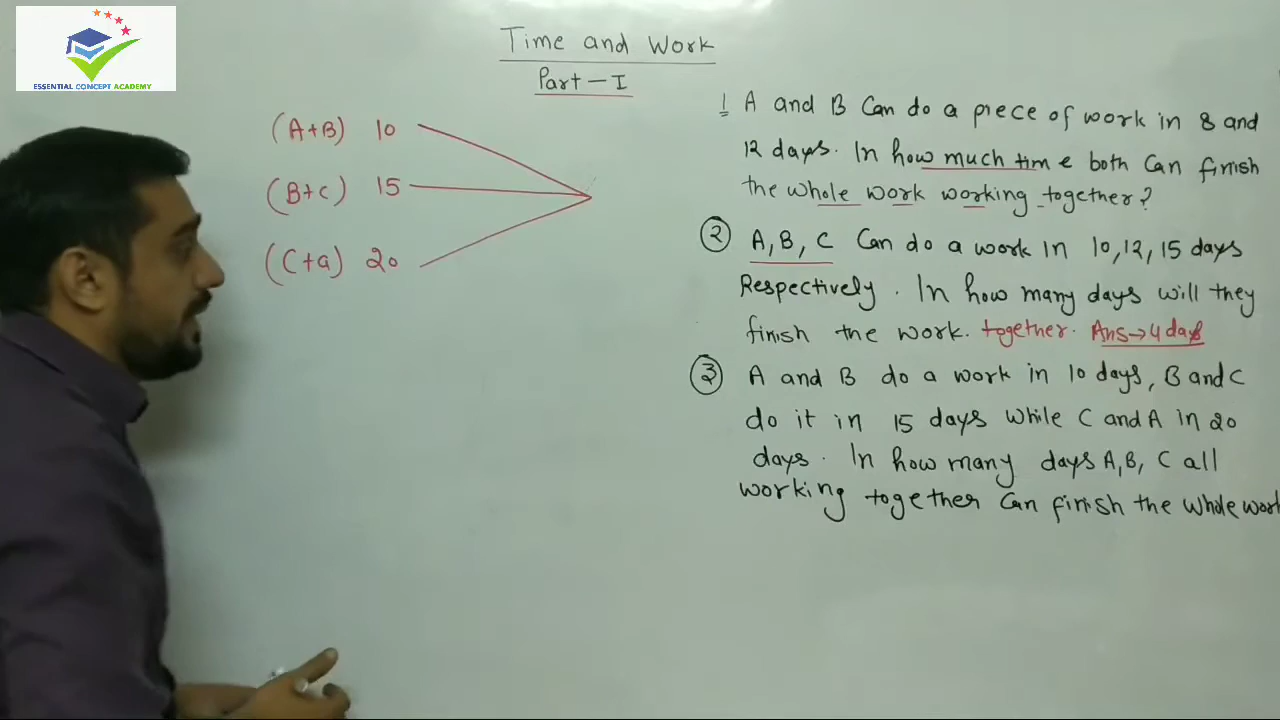 ESSENTIAL CONCEPT ACADEMY
Time and Work
Part-I
(A+B) 10
(B+C) 15
(C+a) 20
1 A and B Can do a piece of work in 8 and
12 days. In how much time both Can finish
the whole work working together?
② A, B, C Can do a work in 10,12,15 days
Respectively. In how many days will they
finish the work. together. Ans→4 days
③ A and B do a work in 10 days, B and C
do it in 15 days while C and A in 20
days. In how many days A, B, C all
working together Can finish the whole work